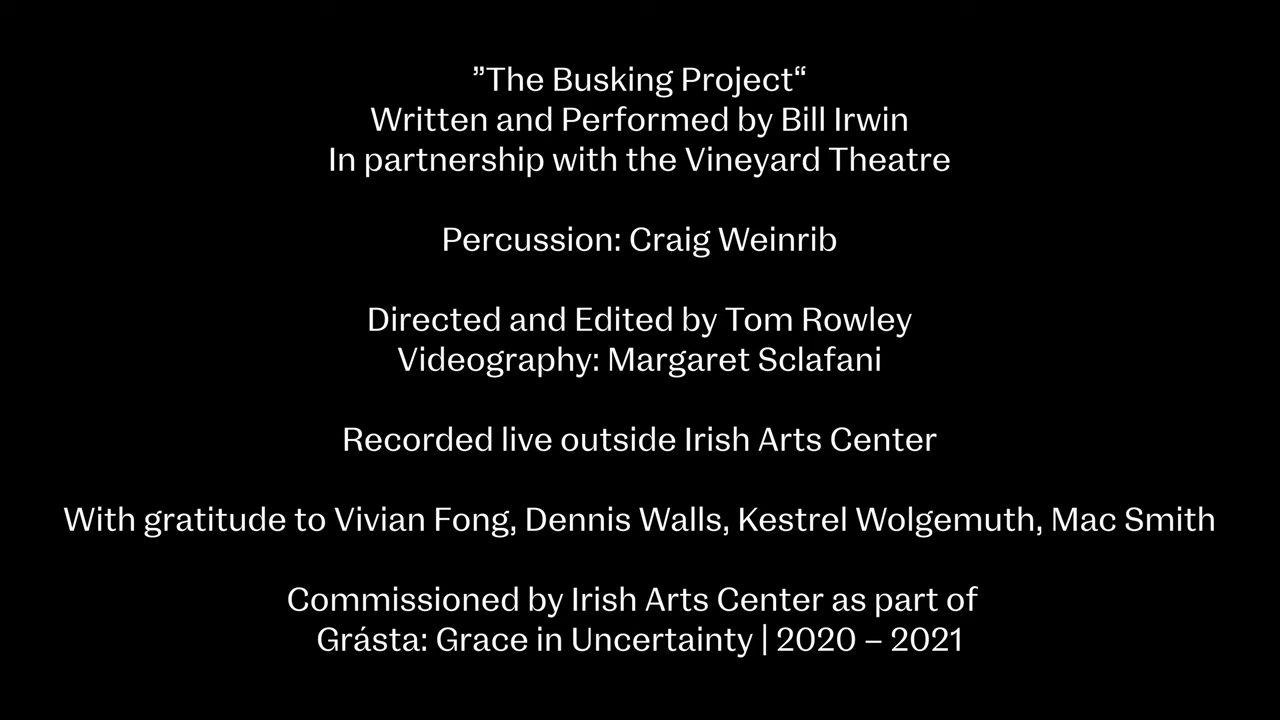 ”The Busking Project“
Written and Performed by Bill Irwin
In partnership with the Vineyard Theatre
Percussion: Craig Weinrib
Directed and Edited by Tom Rowley
Videography: Margaret Sclafani
Recorded live outside Irish Arts Center
With gratitude to Vivian Fong, Dennis Walls, Kestrel Wolgemuth, Mac Smith
Commissioned by Irish Arts Center as part of
Grásta: Grace in Uncertainty | 2020 – 2021